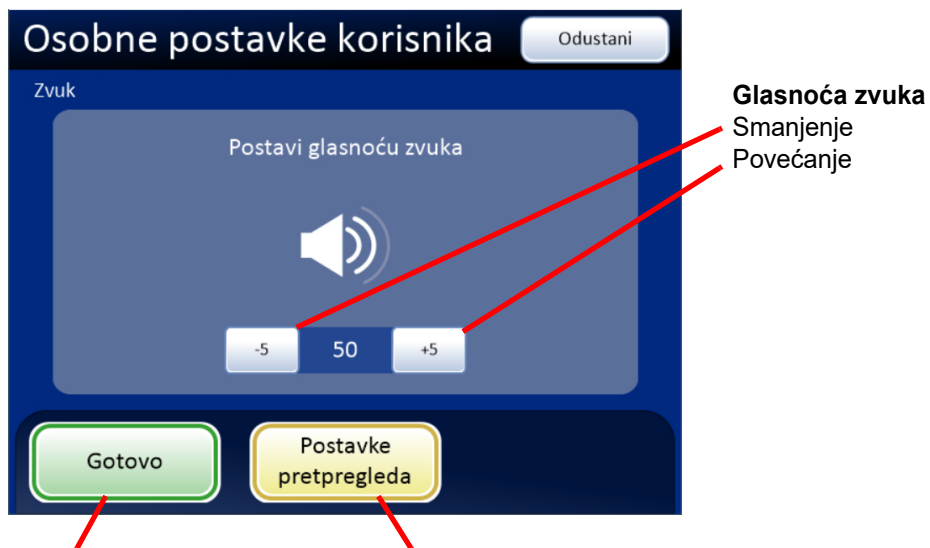 Osobne postavke korisnika
Odustani
Zvuk
Postavi glasnoću zvuka
-5
50
+5
Gotovo
Postavke
pretpregleda
Glasnoća zvuka
Smanjenje
Povećanje